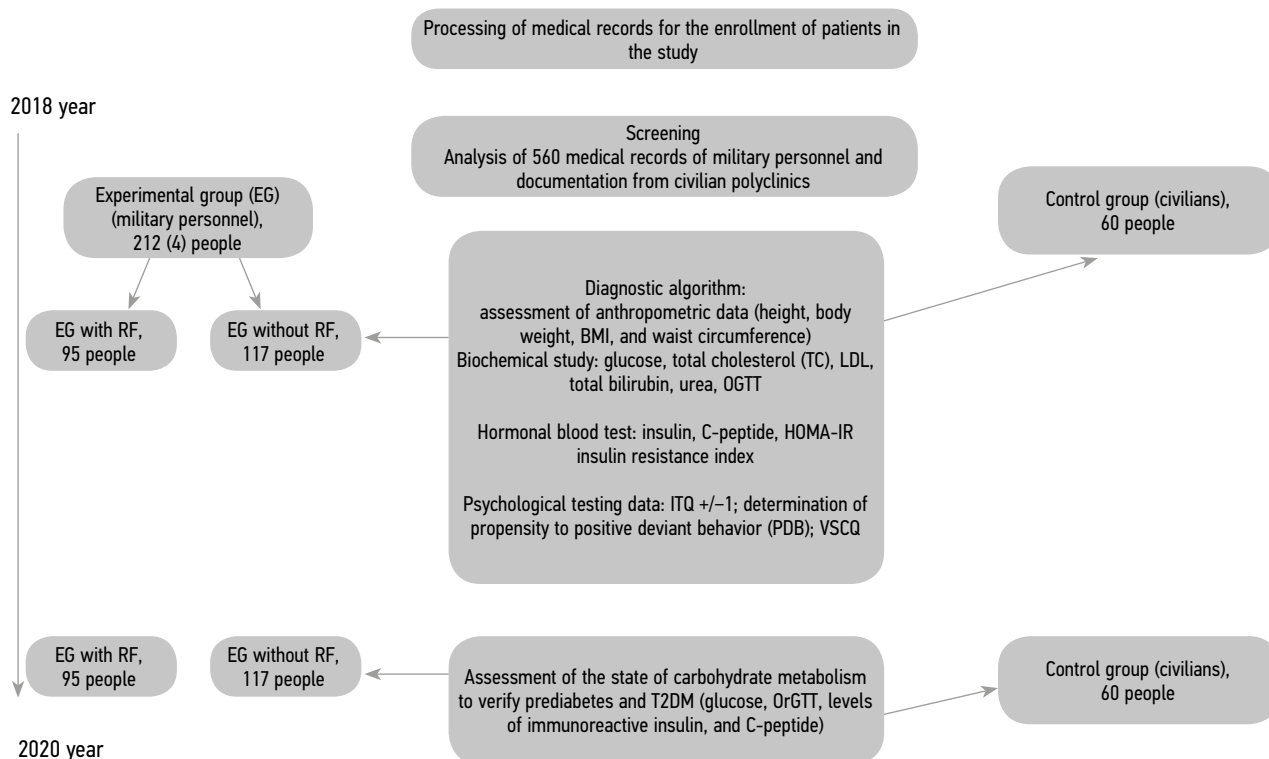 Processing of medical records for the enrollment of patients in
the study
2018 year
Screening
Analysis of 560 medical records of military personnel and
documentation from civilian polyclinics
Experimental group (EG)
(military personnel),
212 (4) people
Control group (civilians),
60 people
EG with RF,
95 people
EG without RF,
117 people
Diagnostic algorithm:
assessment of anthropometric data (height, body
weight, BMI, and waist circumference)
Biochemical study: glucose, total cholesterol (TC), LDL,
total bilirubin, urea, OGTT
Hormonal blood test: insulin, C-peptide, HOMA-IR
insulin resistance index
Psychological testing data: ITQ +/−1; determination of
propensity to positive deviant behavior (PDB); VSCQ
EG with RF,
95 people
EG without RF,
117 people
Assessment of the state of carbohydrate metabolism
to verify prediabetes and T2DM (glucose, OrGTT, levels
of immunoreactive insulin, and C-peptide)
Control group (civilians),
60 people
2020 year